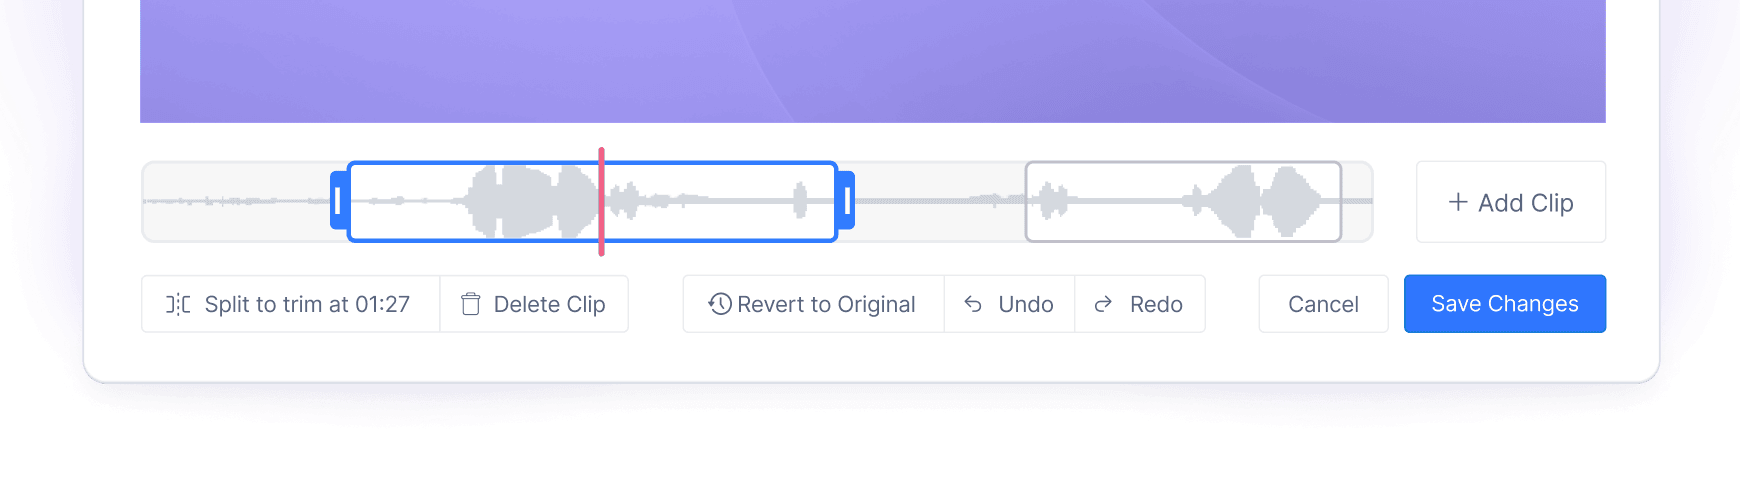 + Add Clip
Split to trim at 01:27
Delete Clip
Revert to Original
Undo
Redo
Cancel
Save Changes